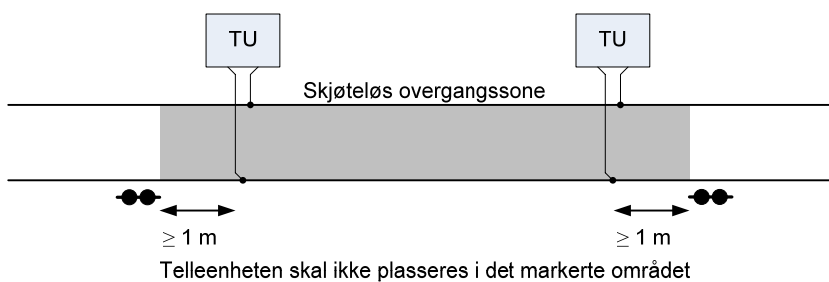 TU TU
Skjøteløs overgangssone
≥ 1 m ≥ 1 m
Telleenheten skal ikke plasseres i det markerte området